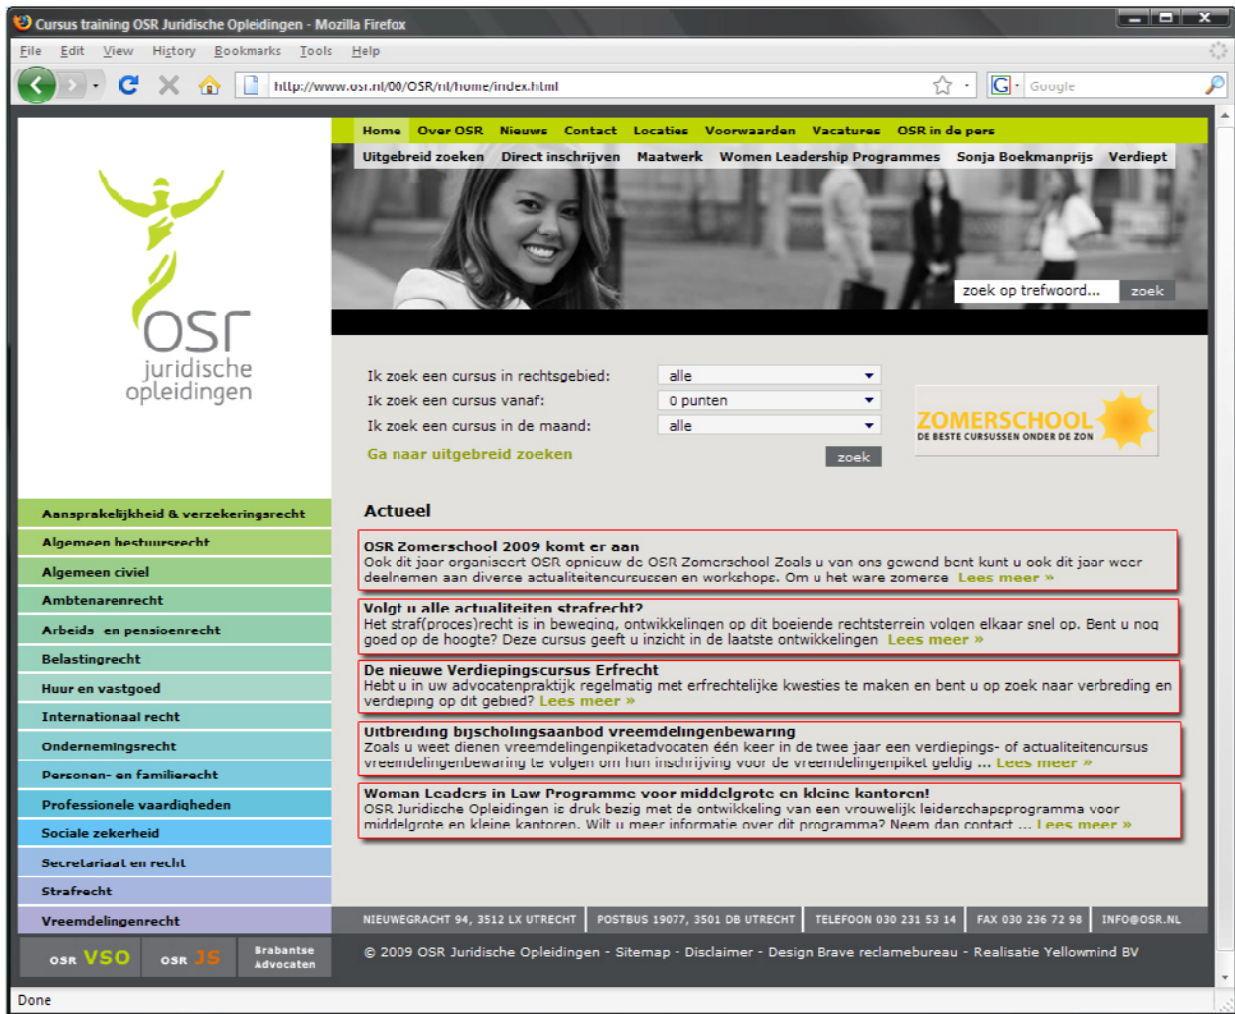 Cursus training OSR Juridische Opleidingen - Mozilla Firefox
File Edit View History Bookmarks Tools Help
http://www.osr.nl/00/OSR/nl/home/index.html
Google
Home Over OSR Nieuws Contact Locaties Voorwaarden Vacatures OSR in de pers
Uitgebreid zoeken Direct inschrijven Maatwerk Women Leadership Programmes Sonja Boekmanprijs Verdiept
zoek op trefwoord... zoek
osr
juridische
opleidingen
Ik zoek een cursus in rechtsgebied: alle
Ik zoek een cursus vanaf: 0 punten
Ik zoek een cursus in de maand: alle
Ga naar uitgebreid zoeken zoek
ZOMERSCHOOL
DE BESTE CURSUSSEN ONDER DE ZON
Aansprakelijkheid & verzekeringsrecht
Algemeen bestuursrecht
Algemeen civiel
Ambtenarenrecht
Arbeids en pensioenrecht
Belastingrecht
Huur en vastgoed
Internationaal recht
Ondernemingsrecht
Personen- en familierecht
Professionele vaardigheden
Sociale zekerheid
Secretariaat en recht
Strafrecht
Vreemdelingenrecht
OSR VSO OSR JS Brabantse
Advocaten
Actueel
OSR Zomerschool 2009 komt er aan
Ook dit jaar organiseert OSR opnieuw de OSR Zomerschool Zoals u van ons gewend bent kunt u ook dit jaar weer
deelnemen aan diverse actualiteitencursussen en workshops. Om u het ware zomerse Lees meer »
Volgt u alle actualiteiten strafrecht?
Het straf(proces)recht is in beweging, ontwikkelingen op dit boeiende rechtsterrein volgen elkaar snel op. Bent u nog
goed op de hoogte? Deze cursus geeft u inzicht in de laatste ontwikkelingen Lees meer »
De nieuwe Verdiepingscursus Erfrecht
Hebt u in uw advocatenpraktijk regelmatig met erfrechtelijke kwesties te maken en bent u op zoek naar verbreding en
verdieping op dit gebied? Lees meer »
Uitbreiding bijscholingsaanbod vreemdelingenbewaring
Zoals u weet dienen vreemdelingenpiketadvocaten één keer in de twee jaar een verdiepings- of actualiteitencursus
vreemdelingenbewaring te volgen om hun inschrijving voor de vreemdelingenpiket geldig ... Lees meer »
Woman Leaders in Law Programme voor middelgrote en kleine kantoren!
OSR Juridische Opleidingen is druk bezig met de ontwikkeling van een vrouwelijk leiderschapsprogramma voor
middelgrote en kleine kantoren. Wilt u meer informatie over dit programma? Neem dan contact ... Lees meer »
NIEUWEGRACHT 94, 3512 LX UTRECHT POSTBUS 19077, 3501 DB UTRECHT TELEFOON 030 231 53 14 FAX 030 236 72 98 INFO@OSR.NL
© 2009 OSR Juridische Opleidingen - Sitemap - Disclaimer - Design Brave reclamebureau - Realisatie Yellowmind BV
Done